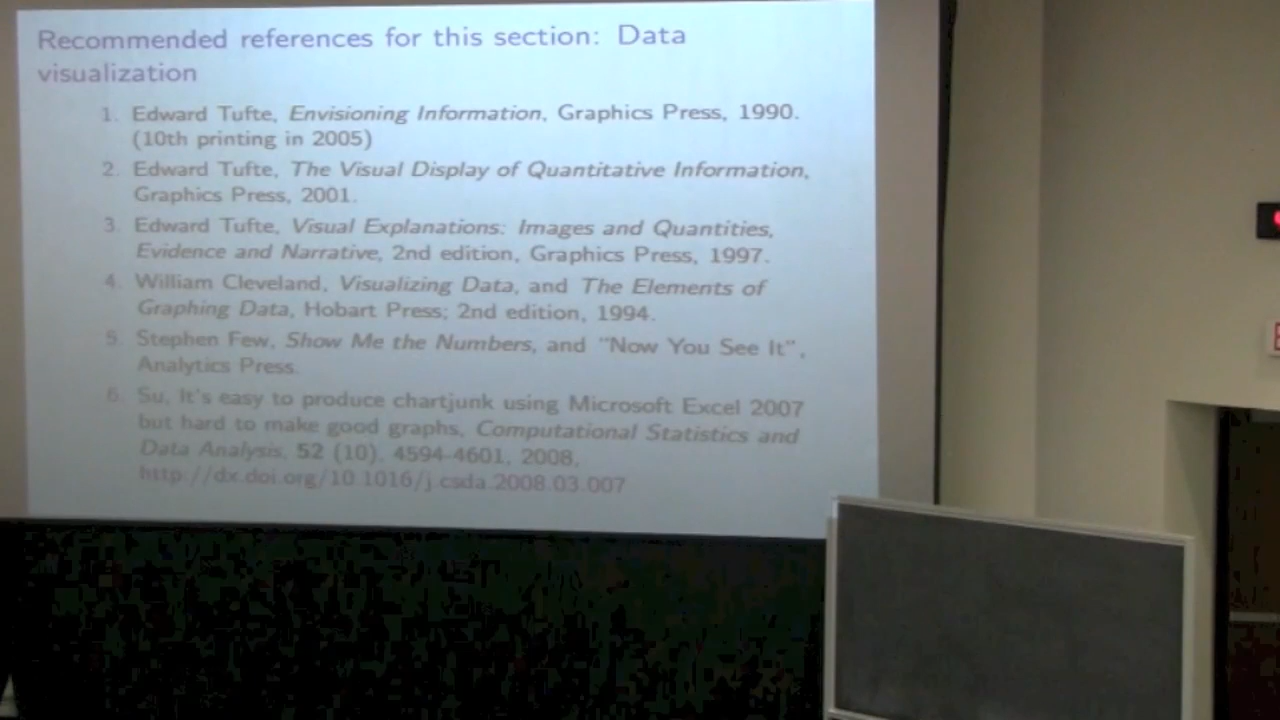 Recommended references for this section: Data
visualization
1. Edward Tufte, Envisioning Information, Graphics Press, 1990.
(10th printing in 2005)
2. Edward Tufte, The Visual Display of Quantitative Information,
Graphics Press, 2001.
3. Edward Tufte, Visual Explanations: Images and Quantities,
Evidence and Narrative, 2nd edition, Graphics Press, 1997.
4. William Cleveland, Visualizing Data, and The Elements of
Graphing Data, Hobart Press; 2nd edition, 1994.
5. Stephen Few, Show Me the Numbers, and "Now You See It",
Analytics Press.
6. Su, It's easy to produce chartjunk using Microsoft Excel 2007
but hard to make good graphs, Computational Statistics and
Data Analysis, 52 (10), 4594-4601, 2008,
http://dx.doi.org/10.1016/j.csda.2008.03.007